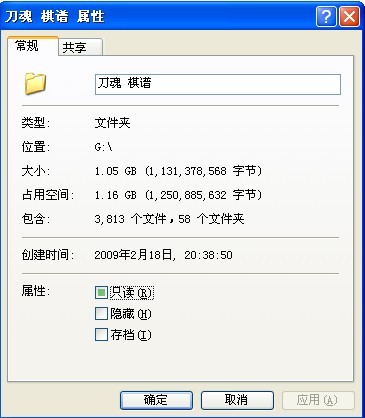 刀魂 棋谱 属性
常规 共享
刀魂 棋谱
类型: 文件夹
位置: G:\
大小: 1.05 GB (1,131,378,568 字节)
占用空间: 1.16 GB (1,250,885,632 字节)
包含: 3,813 个文件，58 个文件夹
创建时间: 2009年2月18日, 20:38:50
属性: 只读(R)
隐藏(H)
存档(I)
确定 取消 应用(A)